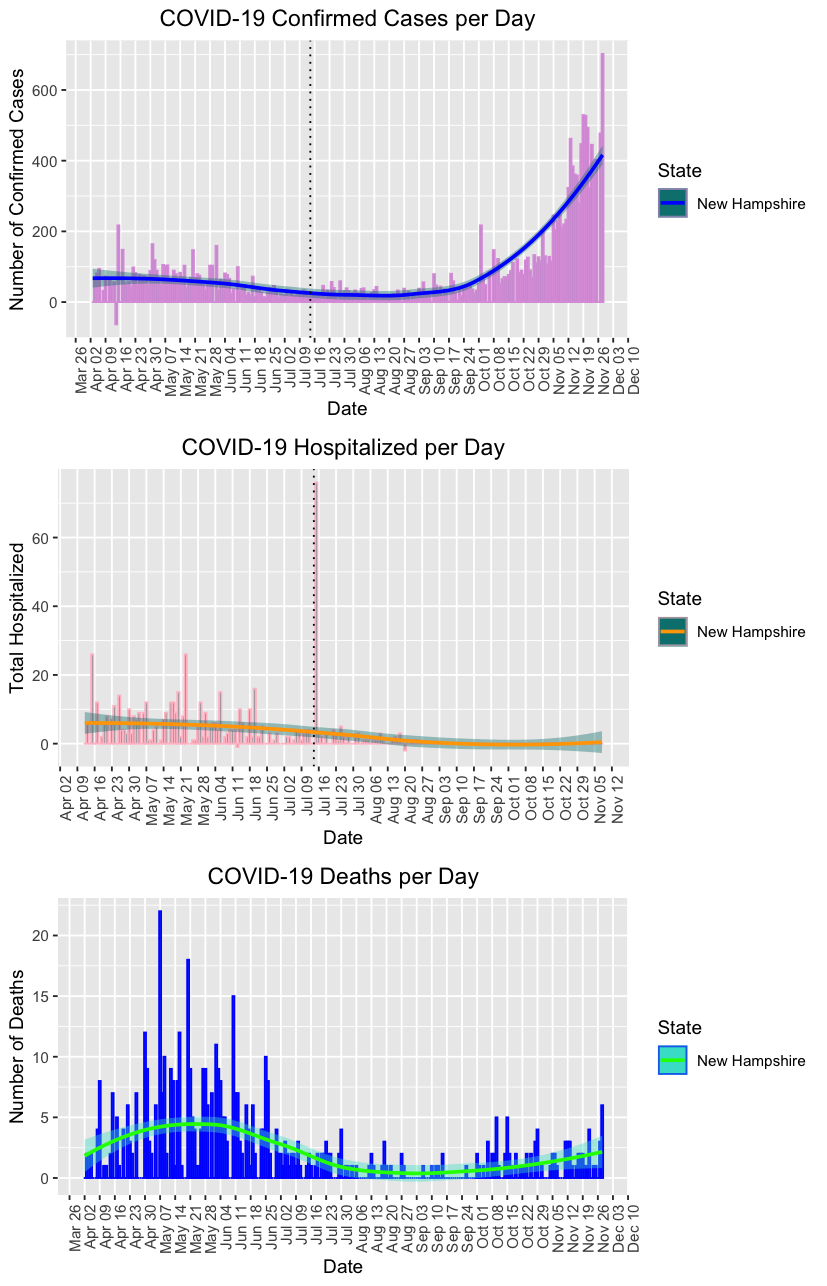 COVID-19 Confirmed Cases per Day
Number of Confirmed Cases
600
400
200
0
Mar 26
Apr 02
Apr 09
Apr 16
Apr 23
Apr 30
May 07
May 14
May 21
May 28
Jun 04
Jun 11
Jun 18
Jun 25
Jul 02
Jul 09
Jul 16
Jul 23
Jul 30
Aug 06
Aug 13
Aug 20
Aug 27
Sep 03
Sep 10
Sep 17
Sep 24
Oct 01
Oct 08
Oct 15
Oct 22
Oct 29
Nov 05
Nov 12
Nov 19
Nov 26
Dec 03
Dec 10
Date
State
New Hampshire
COVID-19 Hospitalized per Day
Total Hospitalized
60
40
20
0
Apr 02
Apr 09
Apr 16
Apr 23
Apr 30
May 07
May 14
May 21
May 28
Jun 04
Jun 11
Jun 18
Jun 25
Jul 02
Jul 09
Jul 16
Jul 23
Jul 30
Aug 06
Aug 13
Aug 20
Aug 27
Sep 03
Sep 10
Sep 17
Sep 24
Oct 01
Oct 08
Oct 15
Oct 22
Oct 29
Nov 05
Nov 12
Date
State
New Hampshire
COVID-19 Deaths per Day
Number of Deaths
20
15
10
5
0
Mar 26
Apr 02
Apr 09
Apr 16
Apr 23
Apr 30
May 07
May 14
May 21
May 28
Jun 04
Jun 11
Jun 18
Jun 25
Jul 02
Jul 09
Jul 16
Jul 23
Jul 30
Aug 06
Aug 13
Aug 20
Aug 27
Sep 03
Sep 10
Sep 17
Sep 24
Oct 01
Oct 08
Oct 15
Oct 22
Oct 29
Nov 05
Nov 12
Nov 19
Nov 26
Dec 03
Dec 10
Date
State
New Hampshire